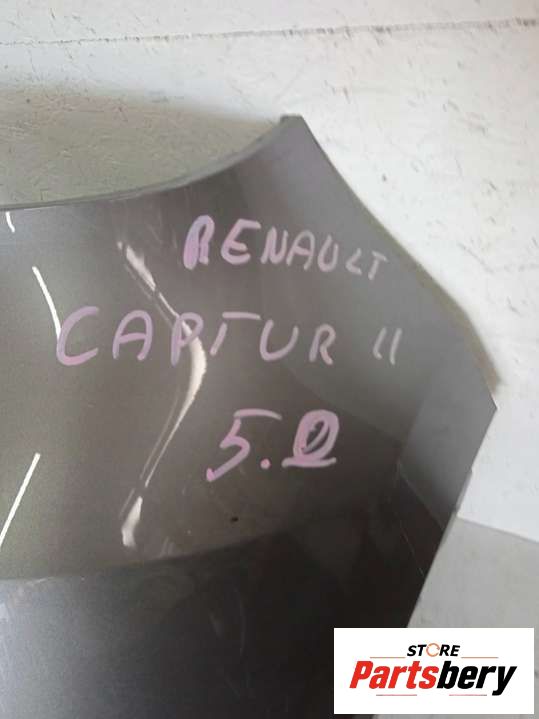 RENAULT
CAPTUR II
5.0
STORE
Partsbery